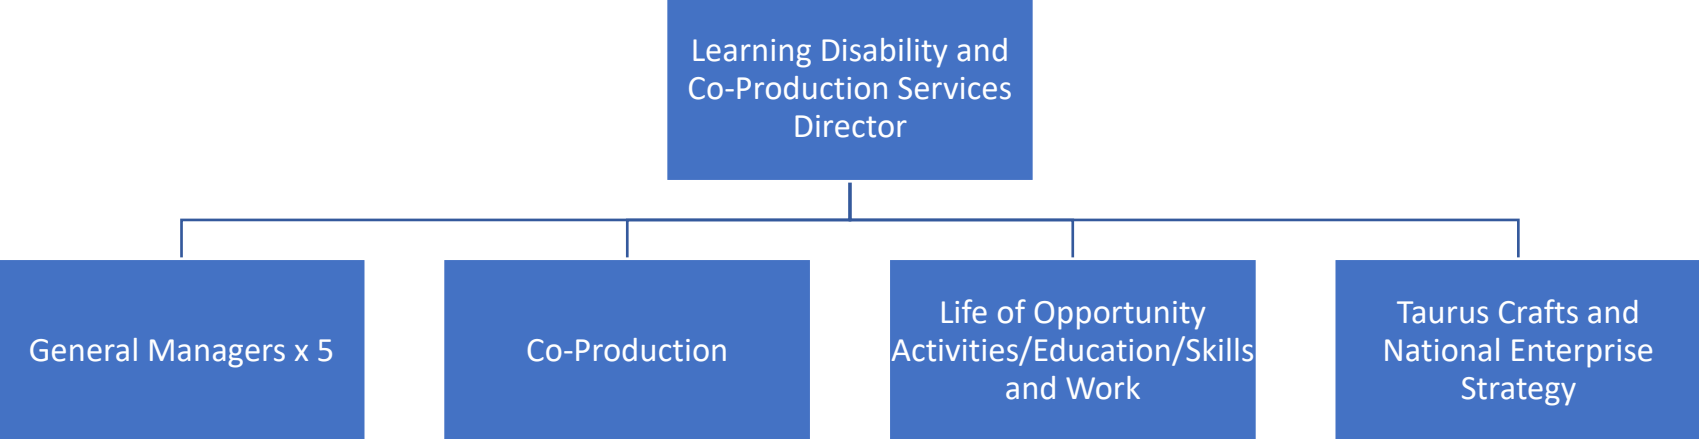 Learning Disability and
Co-Production Services
Director
General Managers x 5
Co-Production
Life of Opportunity
Activities/Education/Skills
and Work
Taurus Crafts and
National Enterprise
Strategy